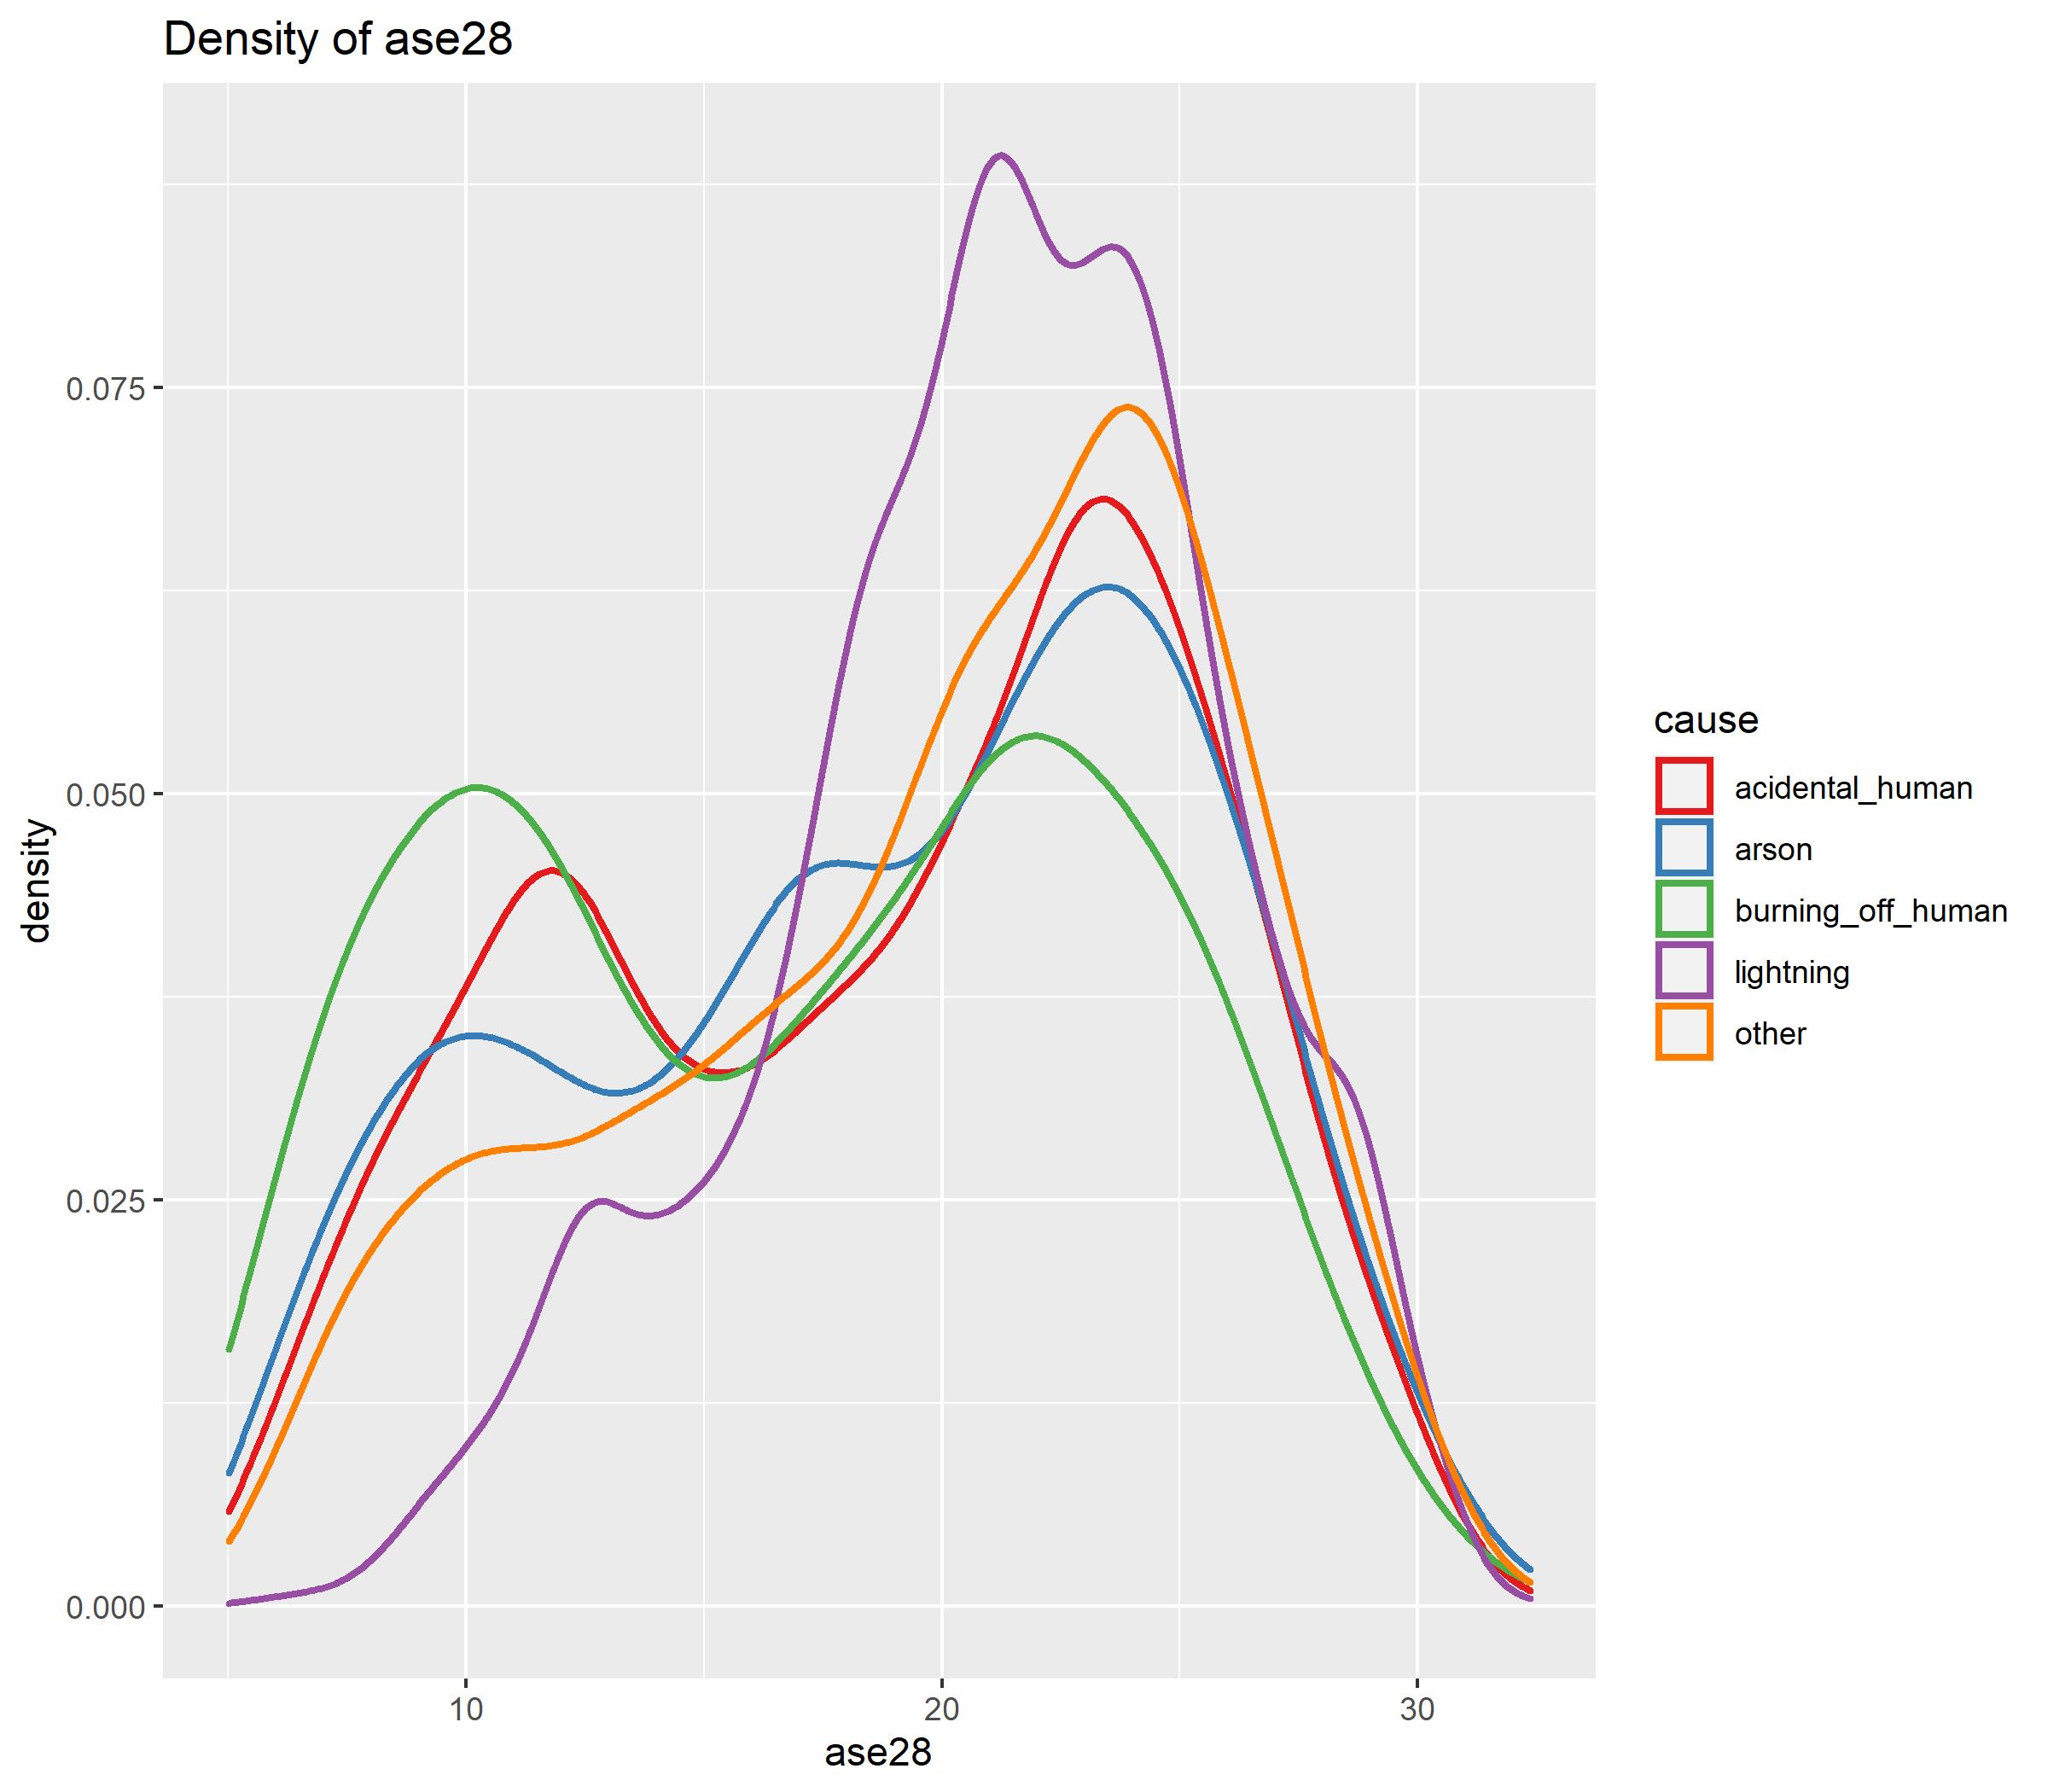 Density of ase28
density
0.075
0.050
0.025
0.000
10 20 30
ase28
cause
acidental_human
arson
burning_off_human
lightning
other